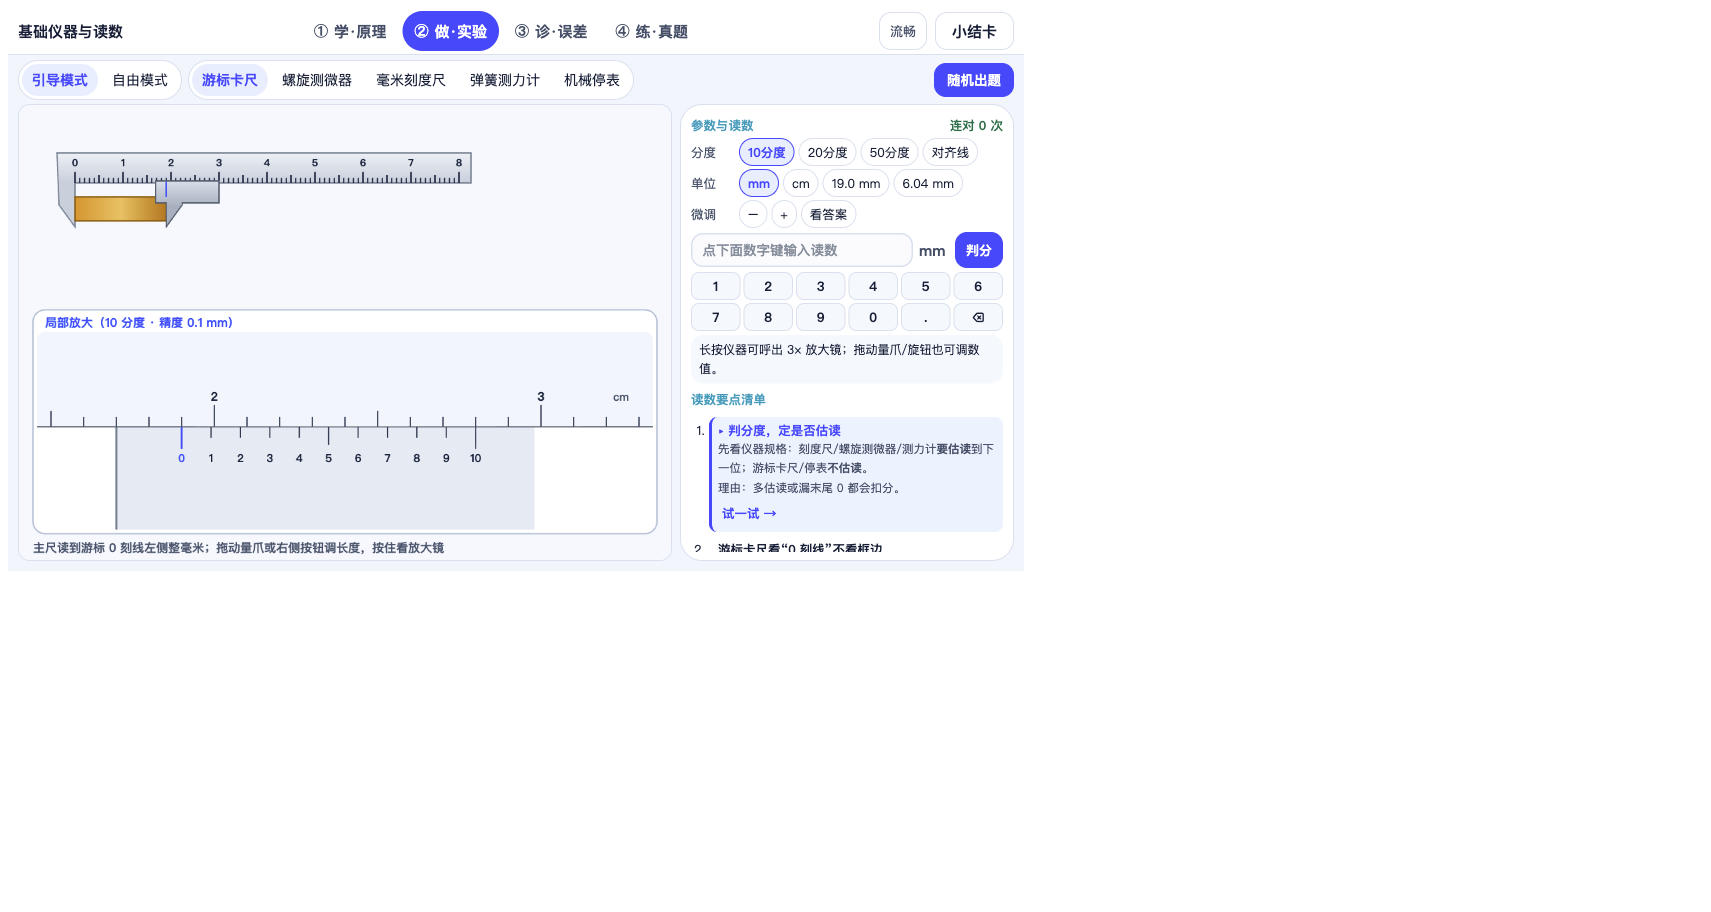 基础仪器与读数
① 学·原理
② 做·实验
③ 诊·误差
④ 练·真题
流畅
小结卡
引导模式
自由模式
游标卡尺
螺旋测微器
毫米刻度尺
弹簧测力计
机械停表
随机出题
0 1 2 3 4 5 6 7 8
局部放大（10 分度 · 精度 0.1 mm）
2 3 cm
0 1 2 3 4 5 6 7 8 9 10
主尺读到游标 0 刻线左侧整毫米；拖动量爪或右侧按钮调长度，按住看放大镜
参数与读数
连对 0 次
分度 10分度 20分度 50分度 对齐线
单位 mm cm 19.0 mm 6.04 mm
微调 − + 看答案
点下面数字键输入读数 mm 判分
1 2 3 4 5 6
7 8 9 0 . ⌫
长按仪器可呼出 3× 放大镜；拖动量爪/旋钮也可调数
值。
读数要点清单
1. ▸ 判分度，定是否估读
先看仪器规格：刻度尺/螺旋测微器/测力计要估读到下
一位；游标卡尺/停表不估读。
理由：多估读或漏末尾 0 都会扣分。
试一试 →
2. 游标卡尺看“0 刻线”不看框边